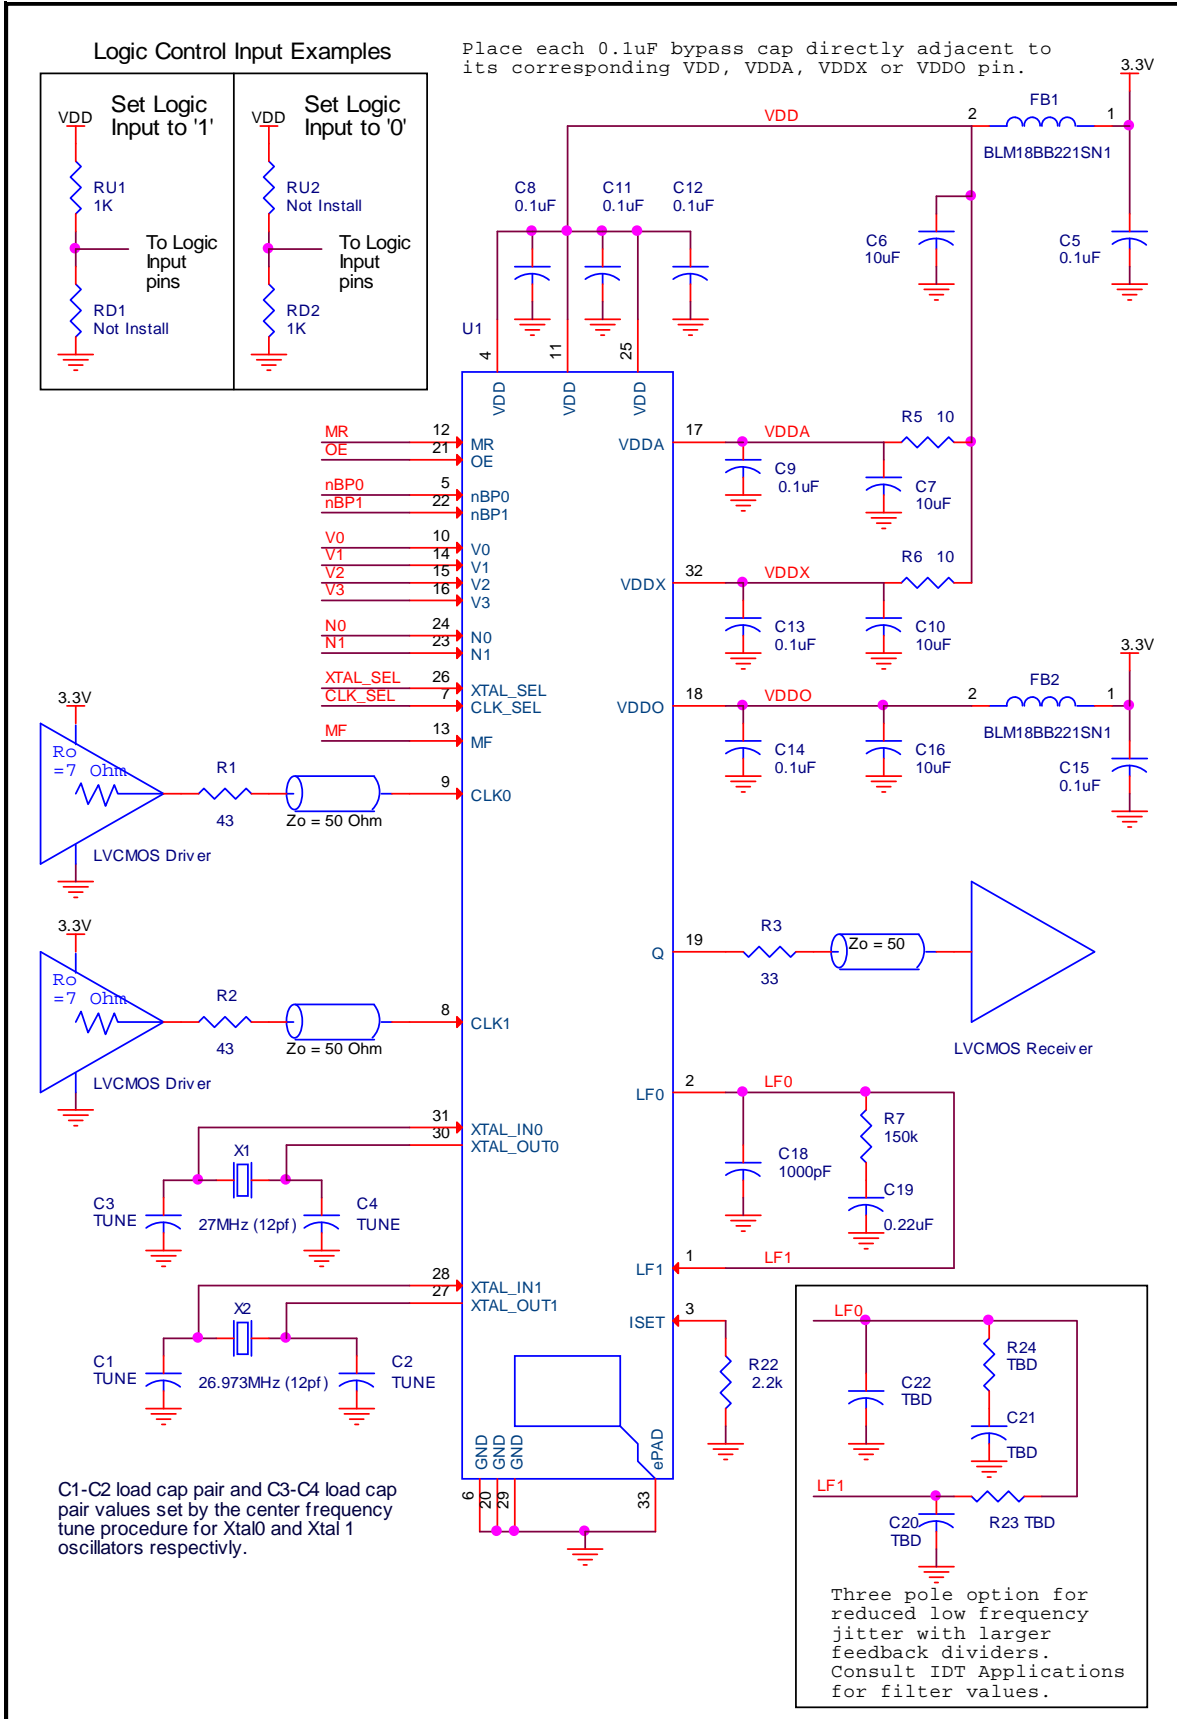 Logic Control Input Examples
Place each 0.1uF bypass cap directly adjacent to
its corresponding VDD, VDDA, VDDX or VDDO pin.
VDD
Set Logic
Input to '1'
RU1
1K
To Logic
Input
pins
RD1
Not Install
VDD
Set Logic
Input to '0'
RU2
Not Install
To Logic
Input
pins
RD2
1K
3.3V
VDD
2
FB1
1
BLM18BB221SN1
C8
0.1uF
C11
0.1uF
C12
0.1uF
C6
10uF
C5
0.1uF
U1
4
11
25
VDD
VDD
VDD
MR
12
MR
OE
21
OE
nBP0
5
nBP0
nBP1
22
nBP1
V0
10
V0
V1
14
V1
V2
15
V2
V3
16
V3
N0
24
N0
N1
23
N1
XTAL_SEL
26
XTAL_SEL
CLK_SEL
7
CLK_SEL
MF
13
MF
VDDA
17
VDDA
R5 10
C9
0.1uF
C7
10uF
VDDX
32
VDDX
R6 10
C13
0.1uF
C10
10uF
3.3V
VDDO
18
VDDO
2
FB2
1
BLM18BB221SN1
C14
0.1uF
C16
10uF
C15
0.1uF
3.3V
Ro
=7 Ohm
R1
43
Zo = 50 Ohm
9
CLK0
LVCMOS Driver
3.3V
Ro
=7 Ohm
R2
43
Zo = 50 Ohm
8
CLK1
LVCMOS Driver
Q
19
R3
33
Zo = 50
LVCMOS Receiver
LF0
2
LF0
R7
150k
C18
1000pF
C19
0.22uF
LF1
1
LF1
31
XTAL_IN0
30
XTAL_OUT0
X1
C3
TUNE
27MHz (12pf)
C4
TUNE
28
XTAL_IN1
27
XTAL_OUT1
X2
C1
TUNE
26.973MHz (12pf)
C2
TUNE
ISET
3
R22
2.2k
GND
GND
GND
ePAD
6
20
29
33
C1-C2 load cap pair and C3-C4 load cap
pair values set by the center frequency
tune procedure for Xtal0 and Xtal 1
oscillators respectivly.
LF0
R24
TBD
C22
TBD
C21
TBD
LF1
C20
TBD
R23 TBD
Three pole option for
reduced low frequency
jitter with larger
feedback dividers.
Consult IDT Applications
for filter values.